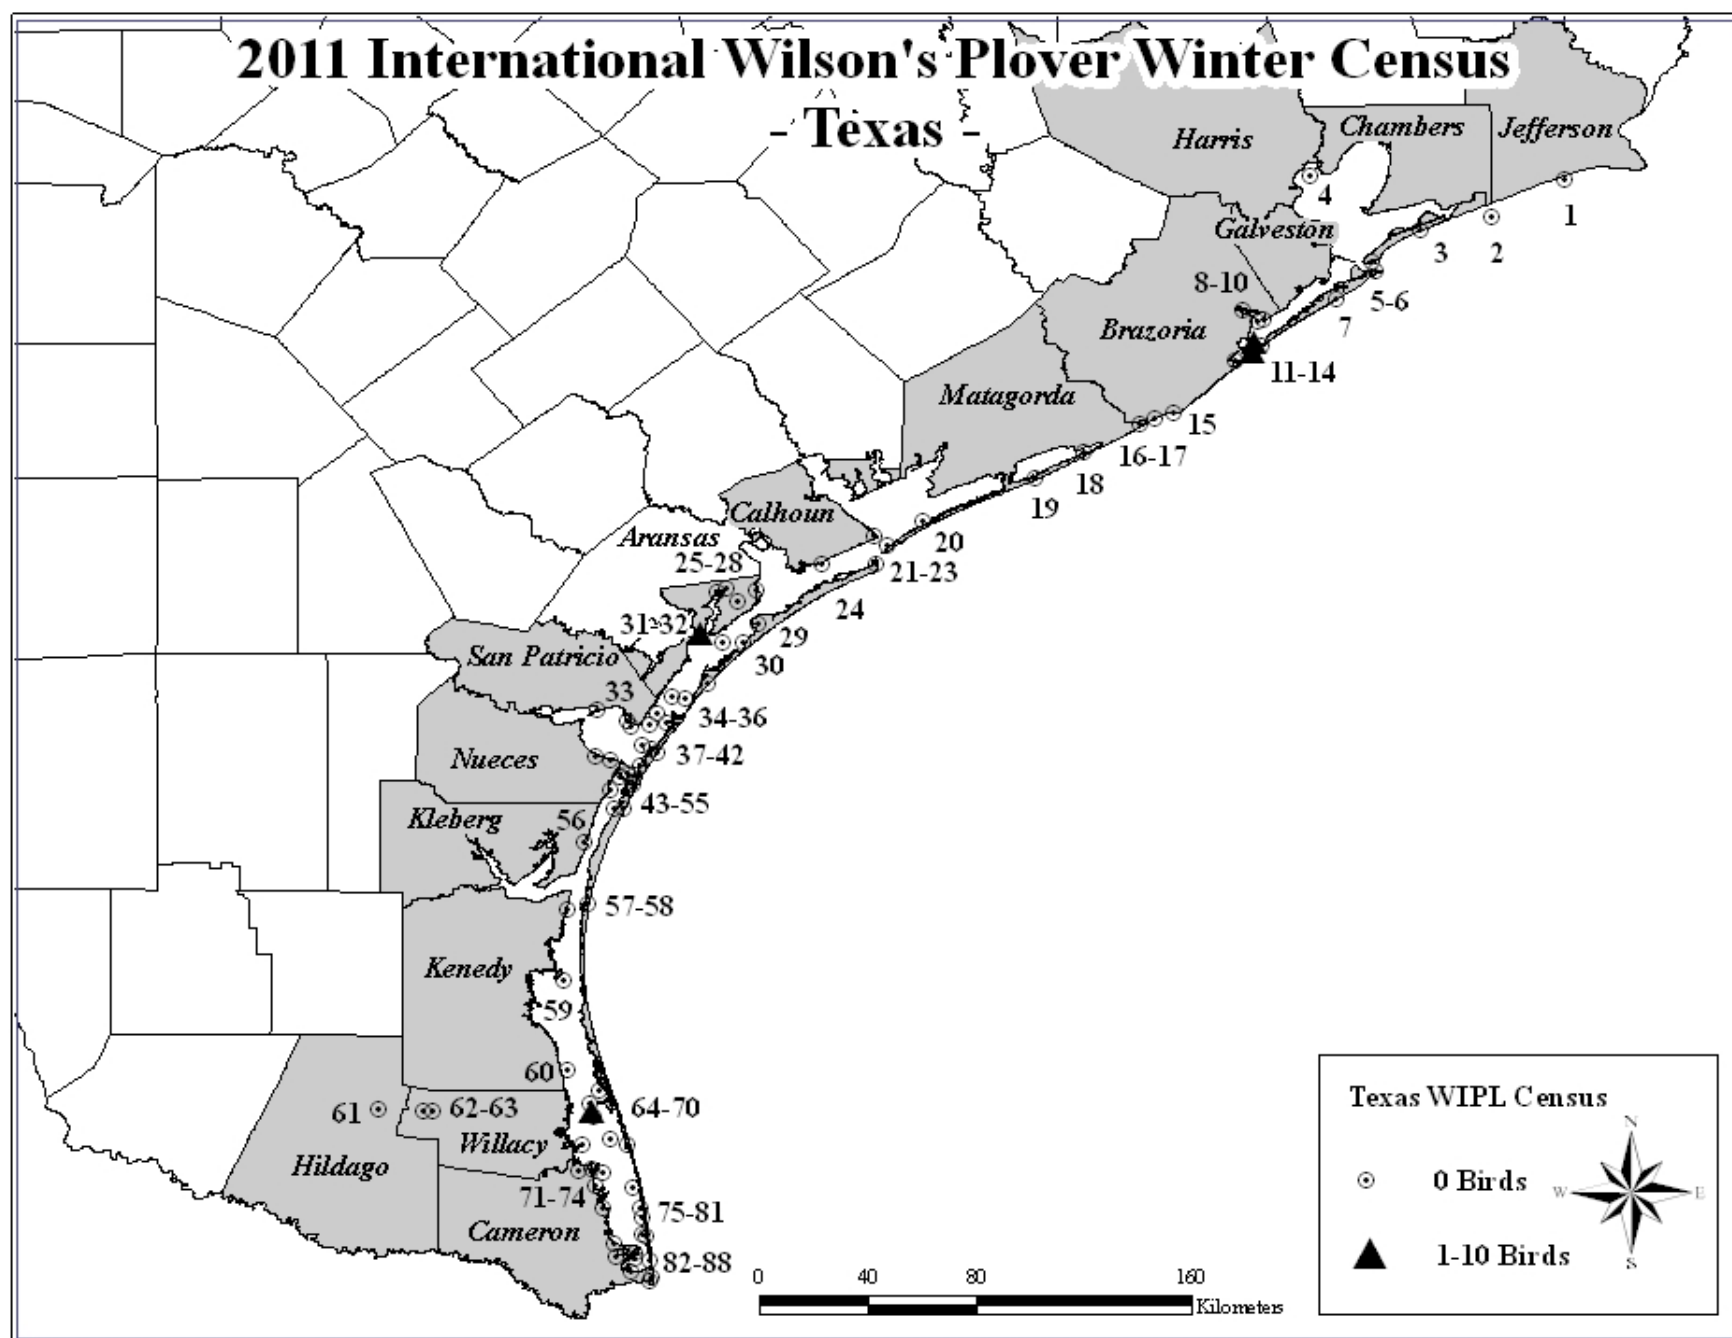 2011 International Wilson's Plover Winter Census
- Texas -
Harris
Chambers
Jefferson
4
1
Galveston
3
2
8-10
5-6
7
Brazoria
11-14
Matagorda
15
16-17
18
19
Calhoun
20
Aransas
21-23
25-28
24
31-32
29
San Patricio
30
33
34-36
Nueces
37-42
43-55
Kleberg
56
57-58
Kenedy
59
60
61
62-63
64-70
Willacy
Hildago
71-74
75-81
Cameron
82-88
0
40
80
160
Kilometers
Texas WIPL Census
N
0 Birds
W
E
1-10 Birds
S